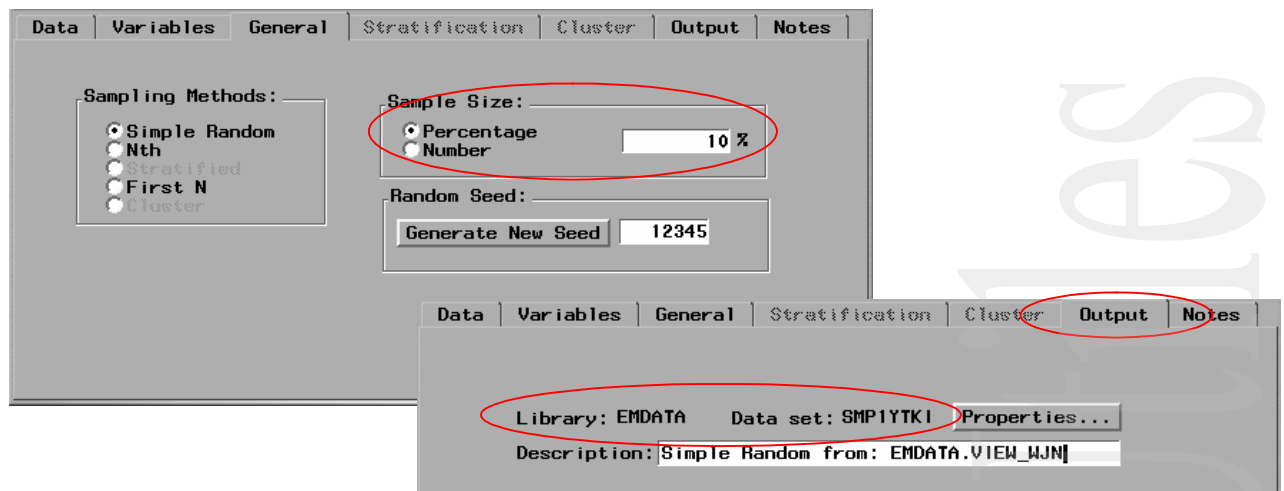 Data Variables General Stratification Cluster Output Notes
Sampling Methods:
Simple Random
Nth
Stratified
First N
Cluster
Sample Size:
Percentage
Number
10 %
Random Seed:
Generate New Seed 12345
Data Variables General Stratification Cluster Output Notes
Library: EMDATA Data set: SMP1YTKI Properties...
Description: Simple Random from: EMDATA.VIEW_WJN